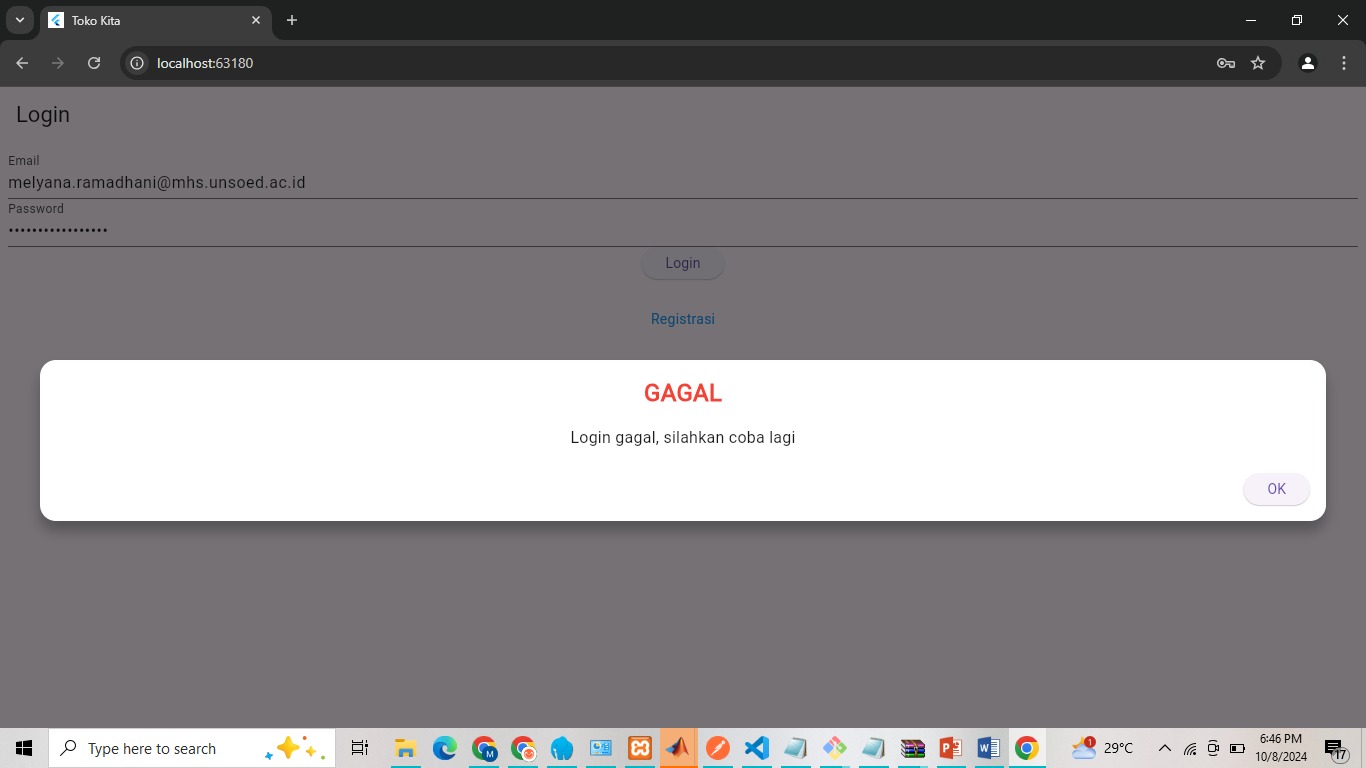 Toko Kita
localhost:63180
Login
Email
melyana.ramadhani@mhs.unsoed.ac.id
Password
•••••••••••••••••
Login
Registrasi
GAGAL
Login gagal, silahkan coba lagi
OK
Type here to search
M
1
29°C
6:46 PM
10/8/2024
17